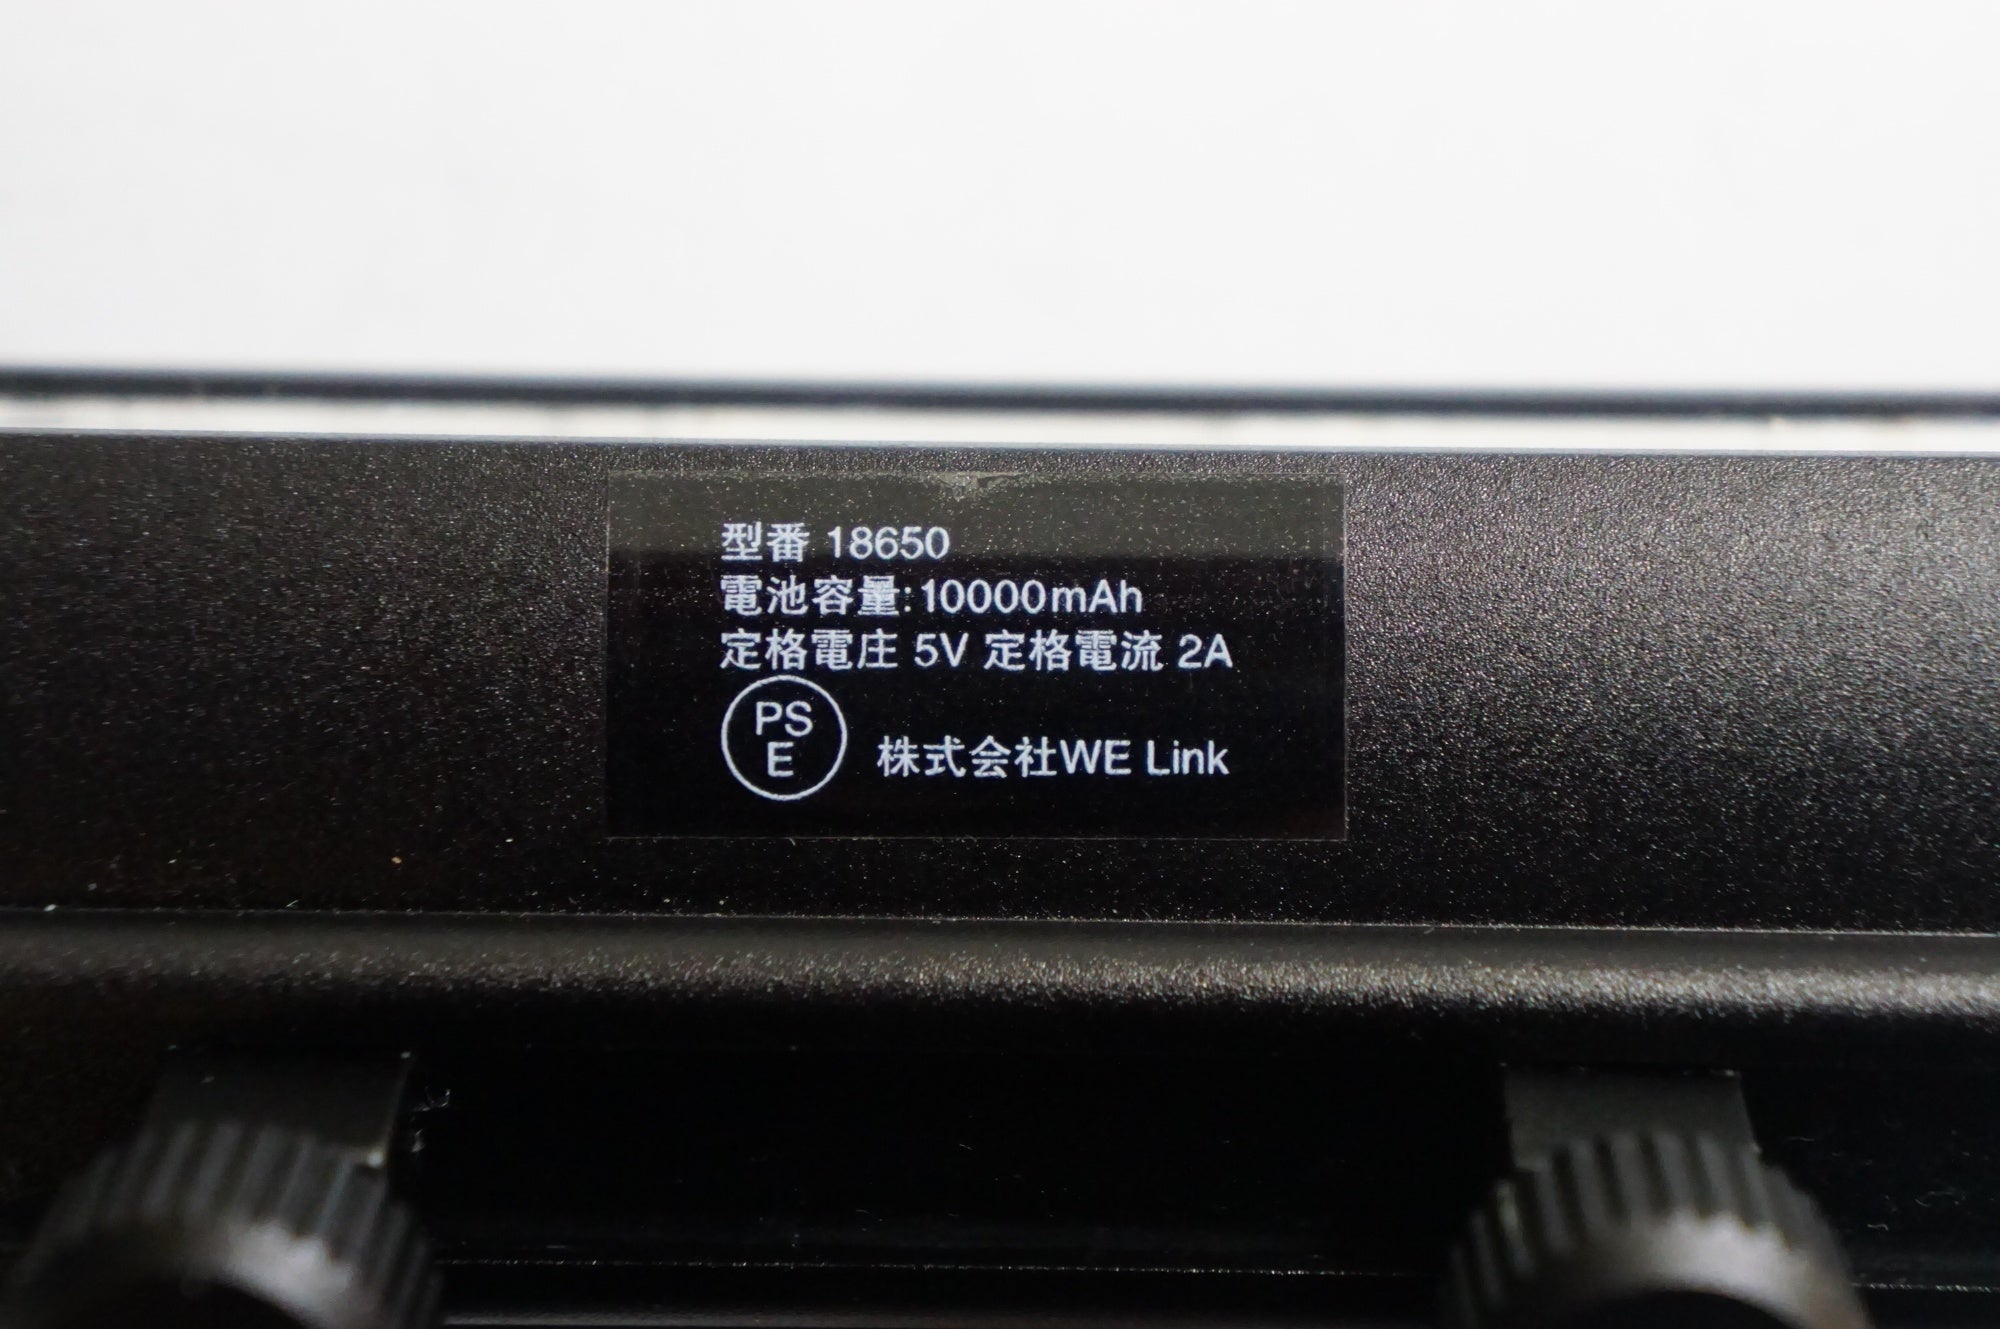 型番 18650
電池容量:10000mAh
定格電庄 5V 定格電流 2A
PS
E
株式会社WE Link